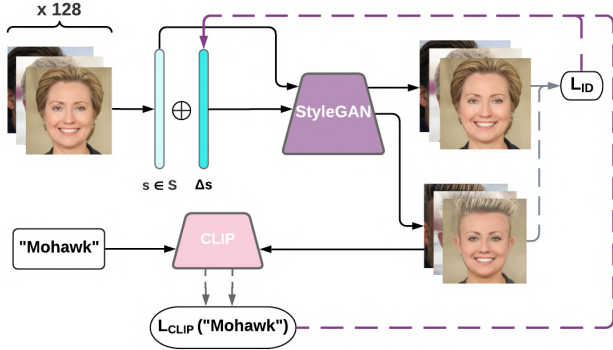 x 128
StyleGAN
L_ID
s ∈ S
Δs
"Mohawk"
CLIP
L_CLIP("Mohawk")